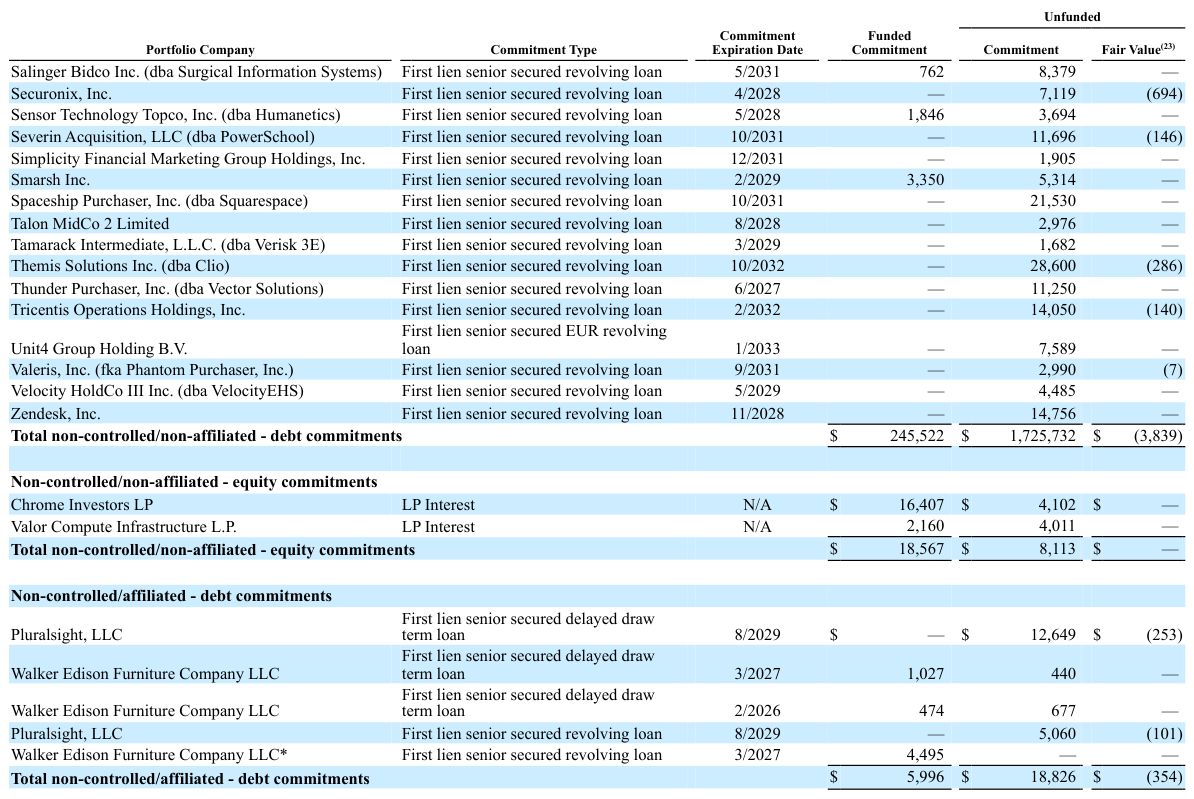 Unfunded
Portfolio Company Commitment Type Commitment Expiration Date Funded Commitment Commitment Fair Value(23)
Salinger Bidco Inc. (dba Surgical Information Systems) First lien senior secured revolving loan 5/2031 762 8,379 —
Securonix, Inc. First lien senior secured revolving loan 4/2028 — 7,119 (694)
Sensor Technology Topco, Inc. (dba Humanetics) First lien senior secured revolving loan 5/2028 1,846 3,694 —
Severin Acquisition, LLC (dba PowerSchool) First lien senior secured revolving loan 10/2031 — 11,696 (146)
Simplicity Financial Marketing Group Holdings, Inc. First lien senior secured revolving loan 12/2031 — 1,905 —
Smarsh Inc. First lien senior secured revolving loan 2/2029 3,350 5,314 —
Spaceship Purchaser, Inc. (dba Squarespace) First lien senior secured revolving loan 10/2031 — 21,530 —
Talon MidCo 2 Limited First lien senior secured revolving loan 8/2028 — 2,976 —
Tamarack Intermediate, L.L.C. (dba Verisk 3E) First lien senior secured revolving loan 3/2029 — 1,682 —
Themis Solutions Inc. (dba Clio) First lien senior secured revolving loan 10/2032 — 28,600 (286)
Thunder Purchaser, Inc. (dba Vector Solutions) First lien senior secured revolving loan 6/2027 — 11,250 —
Tricentis Operations Holdings, Inc. First lien senior secured revolving loan 2/2032 — 14,050 (140)
Unit4 Group Holding B.V. First lien senior secured EUR revolving loan 1/2033 — 7,589 —
Valeris, Inc. (fka Phantom Purchaser, Inc.) First lien senior secured revolving loan 9/2031 — 2,990 (7)
Velocity HoldCo III Inc. (dba VelocityEHS) First lien senior secured revolving loan 5/2029 — 4,485 —
Zendesk, Inc. First lien senior secured revolving loan 11/2028 — 14,756 —
Total non-controlled/non-affiliated - debt commitments $ 245,522 $ 1,725,732 $ (3,839)
Non-controlled/non-affiliated - equity commitments
Chrome Investors LP LP Interest N/A $ 16,407 $ 4,102 $ —
Valor Compute Infrastructure L.P. LP Interest N/A 2,160 4,011 —
Total non-controlled/non-affiliated - equity commitments $ 18,567 $ 8,113 $ —
Non-controlled/affiliated - debt commitments
Pluralsight, LLC First lien senior secured delayed draw term loan 8/2029 $ — $ 12,649 $ (253)
Walker Edison Furniture Company LLC First lien senior secured delayed draw term loan 3/2027 1,027 440 —
Walker Edison Furniture Company LLC First lien senior secured delayed draw term loan 2/2026 474 677 —
Pluralsight, LLC First lien senior secured revolving loan 8/2029 — 5,060 (101)
Walker Edison Furniture Company LLC* First lien senior secured revolving loan 3/2027 4,495 — —
Total non-controlled/affiliated - debt commitments $ 5,996 $ 18,826 $ (354)